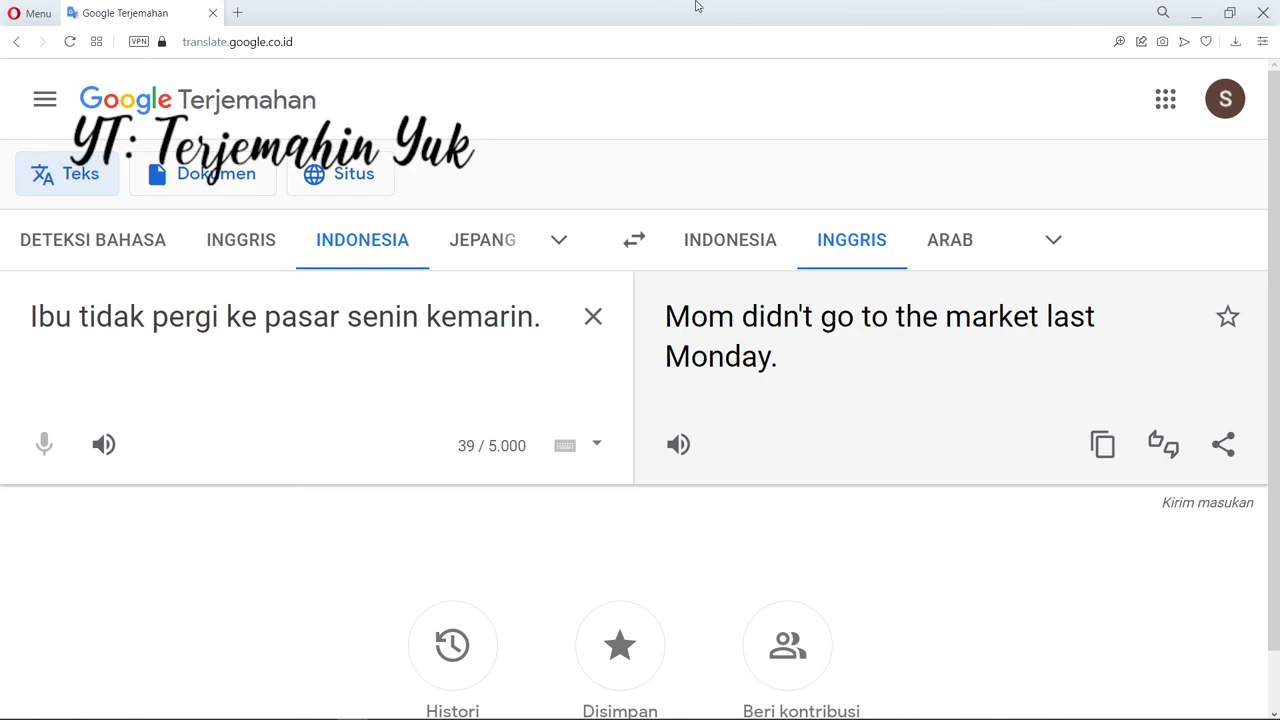 Menu
Google Terjemahan
VPN
translate.google.co.id
Google Terjemahan
S
YT: Terjemahin Yuk
Teks
Dokumen
Situs
DETEKSI BAHASA
INGGRIS
INDONESIA
JEPANG
INDONESIA
INGGRIS
ARAB
Ibu tidak pergi ke pasar senin kemarin.
39 / 5.000
Mom didn't go to the market last
Monday.
Kirim masukan
Histori
Disimpan
Beri kontribusi